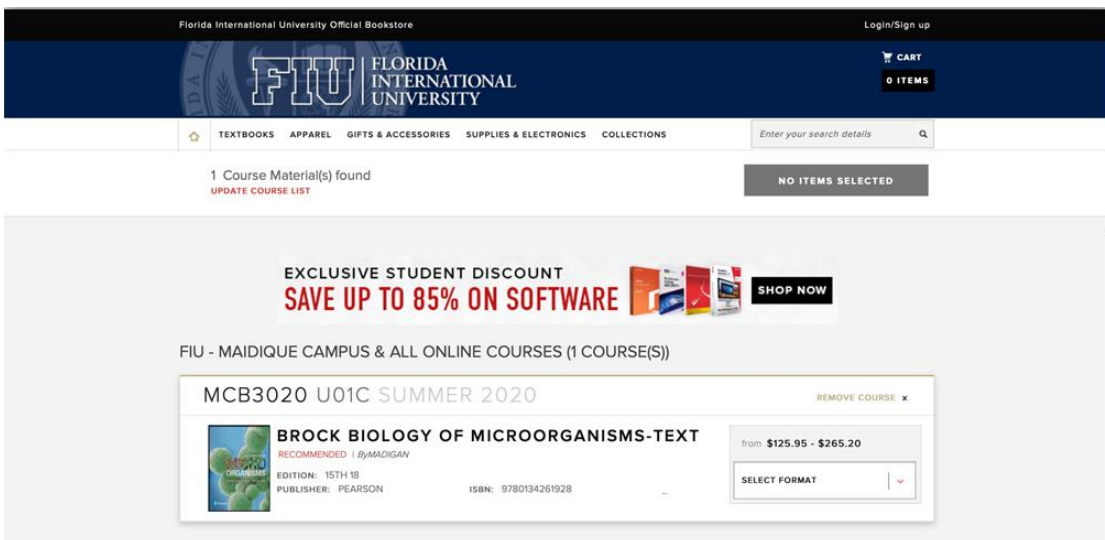 Florida International University Official Bookstore
Login/Sign up
FIU
FLORIDA
INTERNATIONAL
UNIVERSITY
CART
0 ITEMS
TEXTBOOKS APPAREL GIFTS & ACCESSORIES SUPPLIES & ELECTRONICS COLLECTIONS
Enter your search details
1 Course Material(s) found
UPDATE COURSE LIST
NO ITEMS SELECTED
EXCLUSIVE STUDENT DISCOUNT
SAVE UP TO 85% ON SOFTWARE
SHOP NOW
FIU - MAIDIQUE CAMPUS & ALL ONLINE COURSES (1 COURSE(S))
MCB3020 U01C SUMMER 2020
REMOVE COURSE x
BROCK BIOLOGY OF MICROORGANISMS-TEXT
RECOMMENDED | ByMADIGAN
EDITION: 15TH 18
PUBLISHER: PEARSON ISBN: 9780134261928
from $125.95 - $265.20
SELECT FORMAT